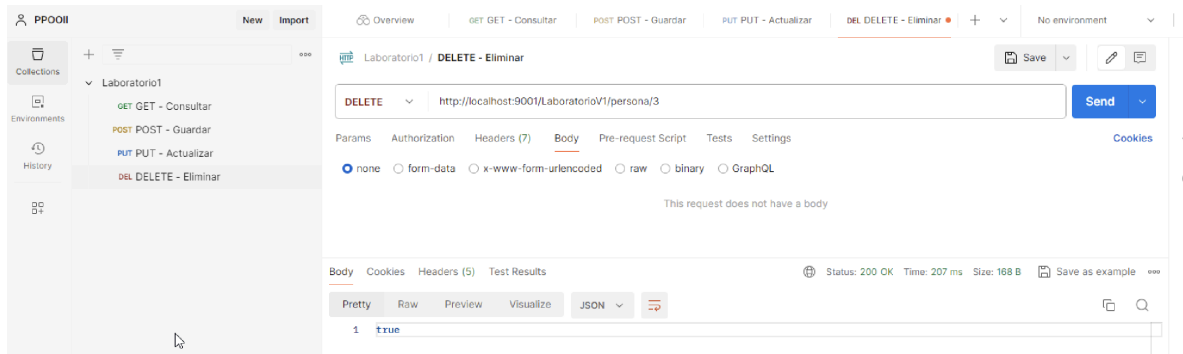 PPOOII New Import Overview GET GET - Consultar POST POST - Guardar PUT PUT - Actualizar DEL DELETE - Eliminar No environment
Collections
Environments
History
Laboratorio1
GET GET - Consultar
POST POST - Guardar
PUT PUT - Actualizar
DEL DELETE - Eliminar
HTTP Laboratorio1 / DELETE - Eliminar Save
DELETE http://localhost:9001/LaboratorioV1/persona/3 Send
Params Authorization Headers (7) Body Pre-request Script Tests Settings Cookies
none form-data x-www-form-urlencoded raw binary GraphQL
This request does not have a body
Body Cookies Headers (5) Test Results Status: 200 OK Time: 207 ms Size: 168 B Save as example
Pretty Raw Preview Visualize JSON
1 true